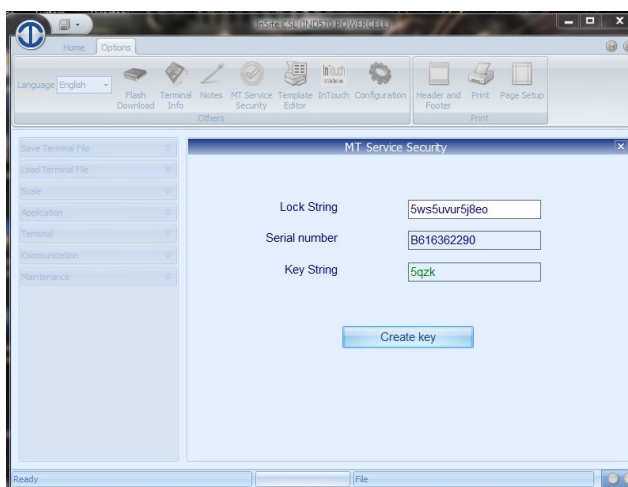 InSite CSL (IND570 POWERCELL)
Home Options
Language English
Flash Download
Terminal Info
Notes
MT Service Security
Template Editor
InTouch
Configuration
Header and Footer
Print
Page Setup
Others
Print
Save Terminal File
Load Terminal File
Scale
Application
Terminal
Communication
Maintenance
MT Service Security
Lock String 5ws5uvur5j8eo
Serial number B616362290
Key String 5qzk
Create key
Ready
File